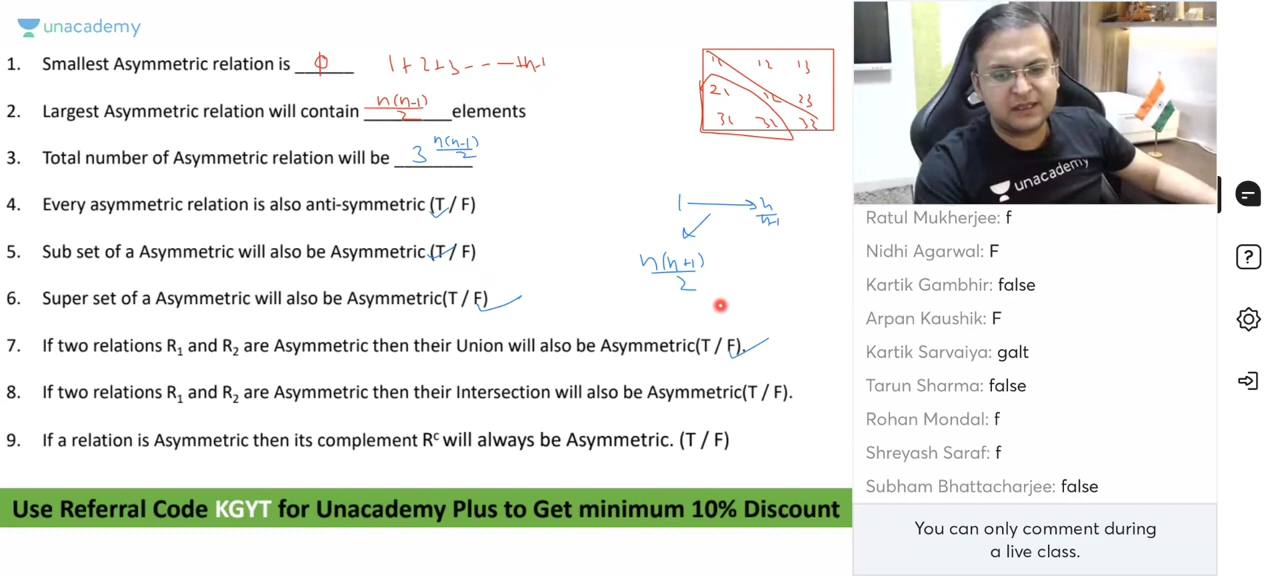 unacademy
1. Smallest Asymmetric relation is ϕ 1+2+3-----+n-1
2. Largest Asymmetric relation will contain n(n-1)/2 elements
3. Total number of Asymmetric relation will be 3^(n(n-1)/2)
4. Every asymmetric relation is also anti-symmetric (T / F)
5. Sub set of a Asymmetric will also be Asymmetric (T / F)
6. Super set of a Asymmetric will also be Asymmetric(T / F)
7. If two relations R₁ and R₂ are Asymmetric then their Union will also be Asymmetric(T / F).
8. If two relations R₁ and R₂ are Asymmetric then their Intersection will also be Asymmetric(T / F).
9. If a relation is Asymmetric then its complement Rᶜ will always be Asymmetric. (T / F)
11 12 13
21 22 23
31 32 33
1 → n
n-1
n(n+1)/2
Use Referral Code KGYT for Unacademy Plus to Get minimum 10% Discount
unacademy
Ratul Mukherjee: f
Nidhi Agarwal: F
Kartik Gambhir: false
Arpan Kaushik: F
Kartik Sarvaiya: galt
Tarun Sharma: false
Rohan Mondal: f
Shreyash Saraf: f
Subham Bhattacharjee: false
You can only comment during
a live class.
?